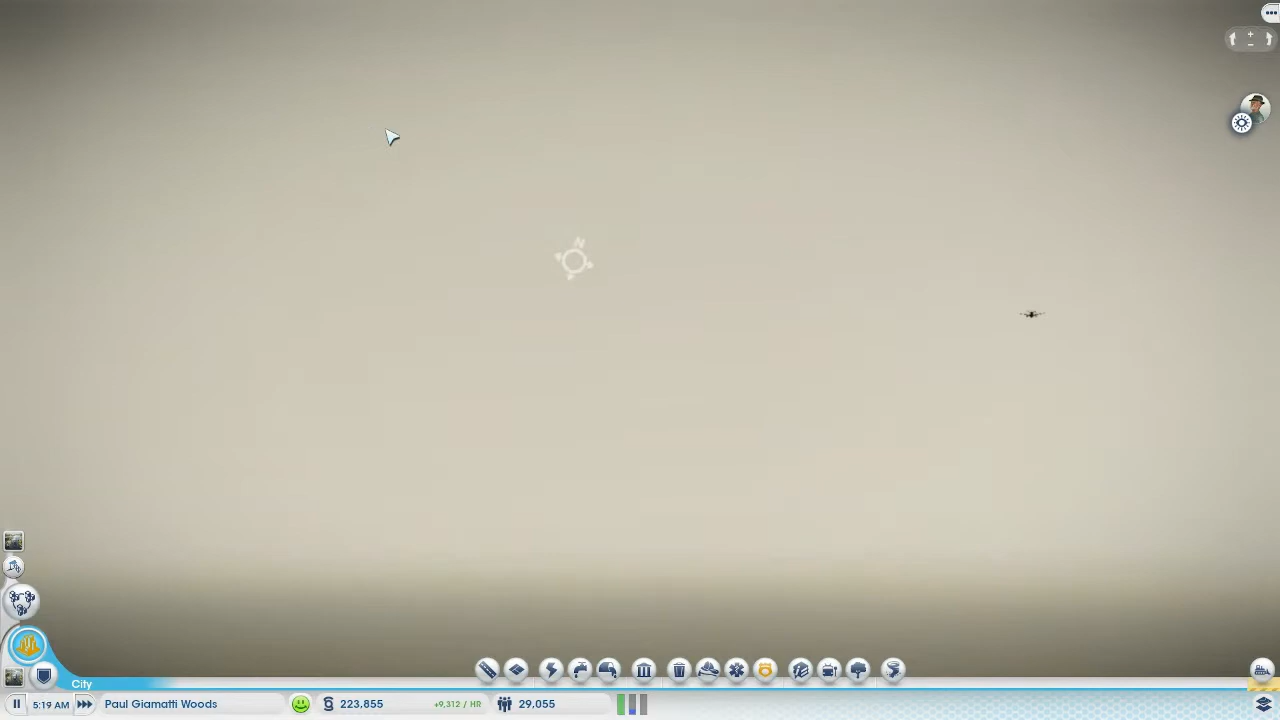 N
City
5:19 AM
Paul Giamatti Woods
223,855
+9,312 / HR
29,055